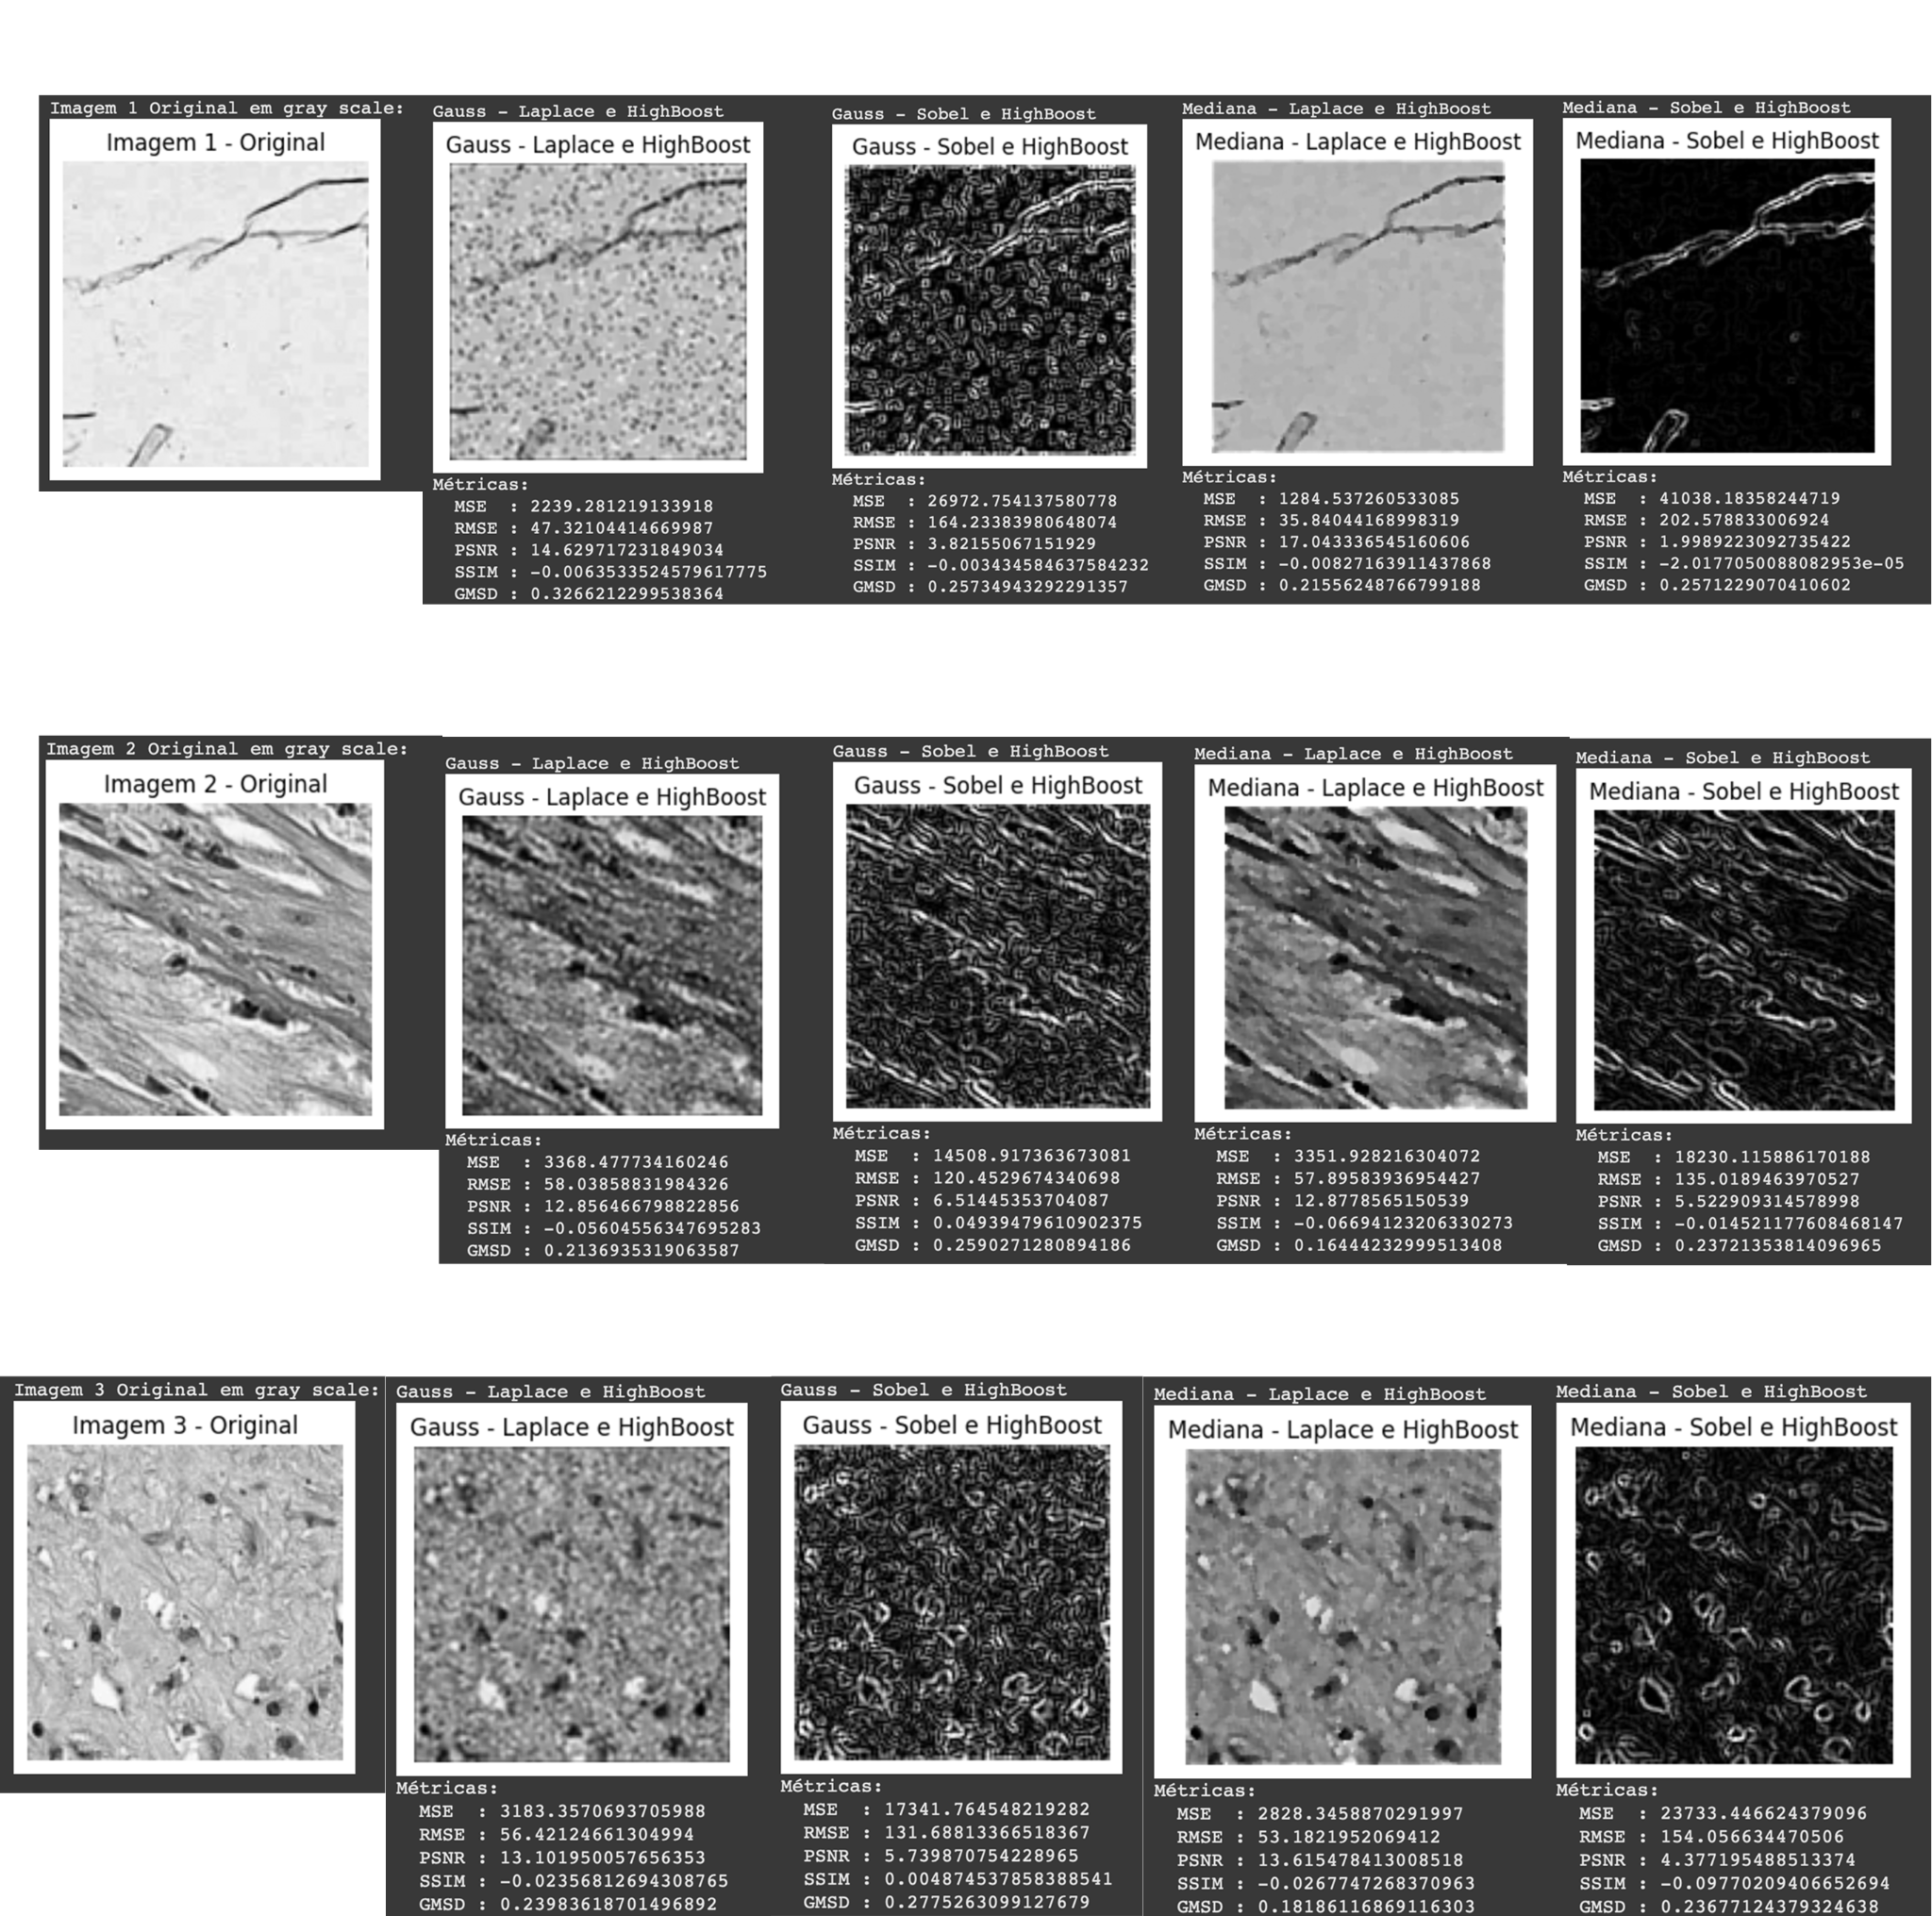 Imagem 1 Original em gray scale:
Imagem 1 - Original
Gauss - Laplace e HighBoost
Gauss - Laplace e HighBoost
Métricas:
MSE : 2239.281219133918
RMSE : 47.32104414669987
PSNR : 14.629717231849034
SSIM : -0.0063533524579617775
GMSD : 0.3266212299538364
Gauss - Sobel e HighBoost
Gauss - Sobel e HighBoost
Métricas:
MSE : 26972.754137580778
RMSE : 164.23383980648074
PSNR : 3.82155067151929
SSIM : -0.003434584637584232
GMSD : 0.25734943292291357
Mediana - Laplace e HighBoost
Mediana - Laplace e HighBoost
Métricas:
MSE : 1284.537260533085
RMSE : 35.84044168998319
PSNR : 17.043336545160606
SSIM : -0.00827163911437868
GMSD : 0.21556248766799188
Mediana - Sobel e HighBoost
Mediana - Sobel e HighBoost
Métricas:
MSE : 41038.18358244719
RMSE : 202.578833006924
PSNR : 1.9989223092735422
SSIM : -2.0177050088082953e-05
GMSD : 0.2571229070410602
Imagem 2 Original em gray scale:
Imagem 2 - Original
Gauss - Laplace e HighBoost
Gauss - Laplace e HighBoost
Métricas:
MSE : 3368.477734160246
RMSE : 58.03858831984326
PSNR : 12.856466798822856
SSIM : -0.05604556347695283
GMSD : 0.2136935319063587
Gauss - Sobel e HighBoost
Gauss - Sobel e HighBoost
Métricas:
MSE : 14508.917363673081
RMSE : 120.4529674340698
PSNR : 6.51445353704087
SSIM : 0.04939479610902375
GMSD : 0.2590271280894186
Mediana - Laplace e HighBoost
Mediana - Laplace e HighBoost
Métricas:
MSE : 3351.928216304072
RMSE : 57.89583936954427
PSNR : 12.8778565150539
SSIM : -0.06694123206330273
GMSD : 0.16444232999513408
Mediana - Sobel e HighBoost
Mediana - Sobel e HighBoost
Métricas:
MSE : 18230.115886170188
RMSE : 135.0189463970527
PSNR : 5.522909314578998
SSIM : -0.014521177608468147
GMSD : 0.23721353814096965
Imagem 3 Original em gray scale:
Imagem 3 - Original
Gauss - Laplace e HighBoost
Gauss - Laplace e HighBoost
Métricas:
MSE : 3183.3570693705988
RMSE : 56.42124661304994
PSNR : 13.101950057656353
SSIM : -0.02356812694308765
GMSD : 0.23983618701496892
Gauss - Sobel e HighBoost
Gauss - Sobel e HighBoost
Métricas:
MSE : 17341.764548219282
RMSE : 131.68813366518367
PSNR : 5.739870754228965
SSIM : 0.004874537858388541
GMSD : 0.2775263099127679
Mediana - Laplace e HighBoost
Mediana - Laplace e HighBoost
Métricas:
MSE : 2828.3458870291997
RMSE : 53.1821952069412
PSNR : 13.615478413008518
SSIM : -0.02677472683709​63
GMSD : 0.18186116869116303
Mediana - Sobel e HighBoost
Mediana - Sobel e HighBoost
Métricas:
MSE : 23733.446624379096
RMSE : 154.056634470506
PSNR : 4.377195488513374
SSIM : -0.09770209406652694
GMSD : 0.23677124379324638